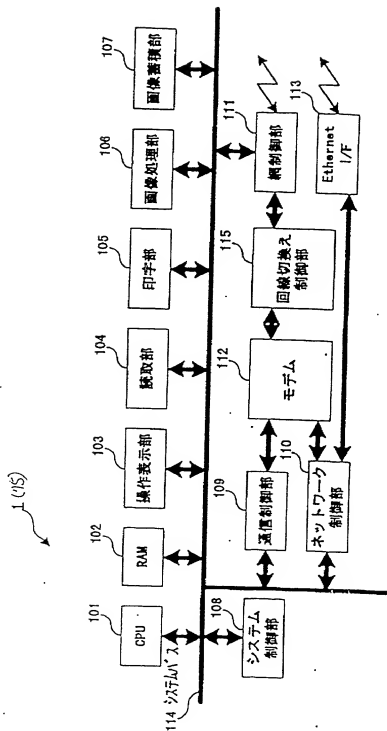 1(75)
101
CPU
102
RAM
103
操作表示部
104
読取部
105
印字部
106
画像処理部
107
画像蓄積部
114 システムバス
108
システム
制御部
109
通信制御部
110
ネットワーク
制御部
112
モデム
115
回線切換え
制御部
111
網制御部
113
Ethernet
I/F